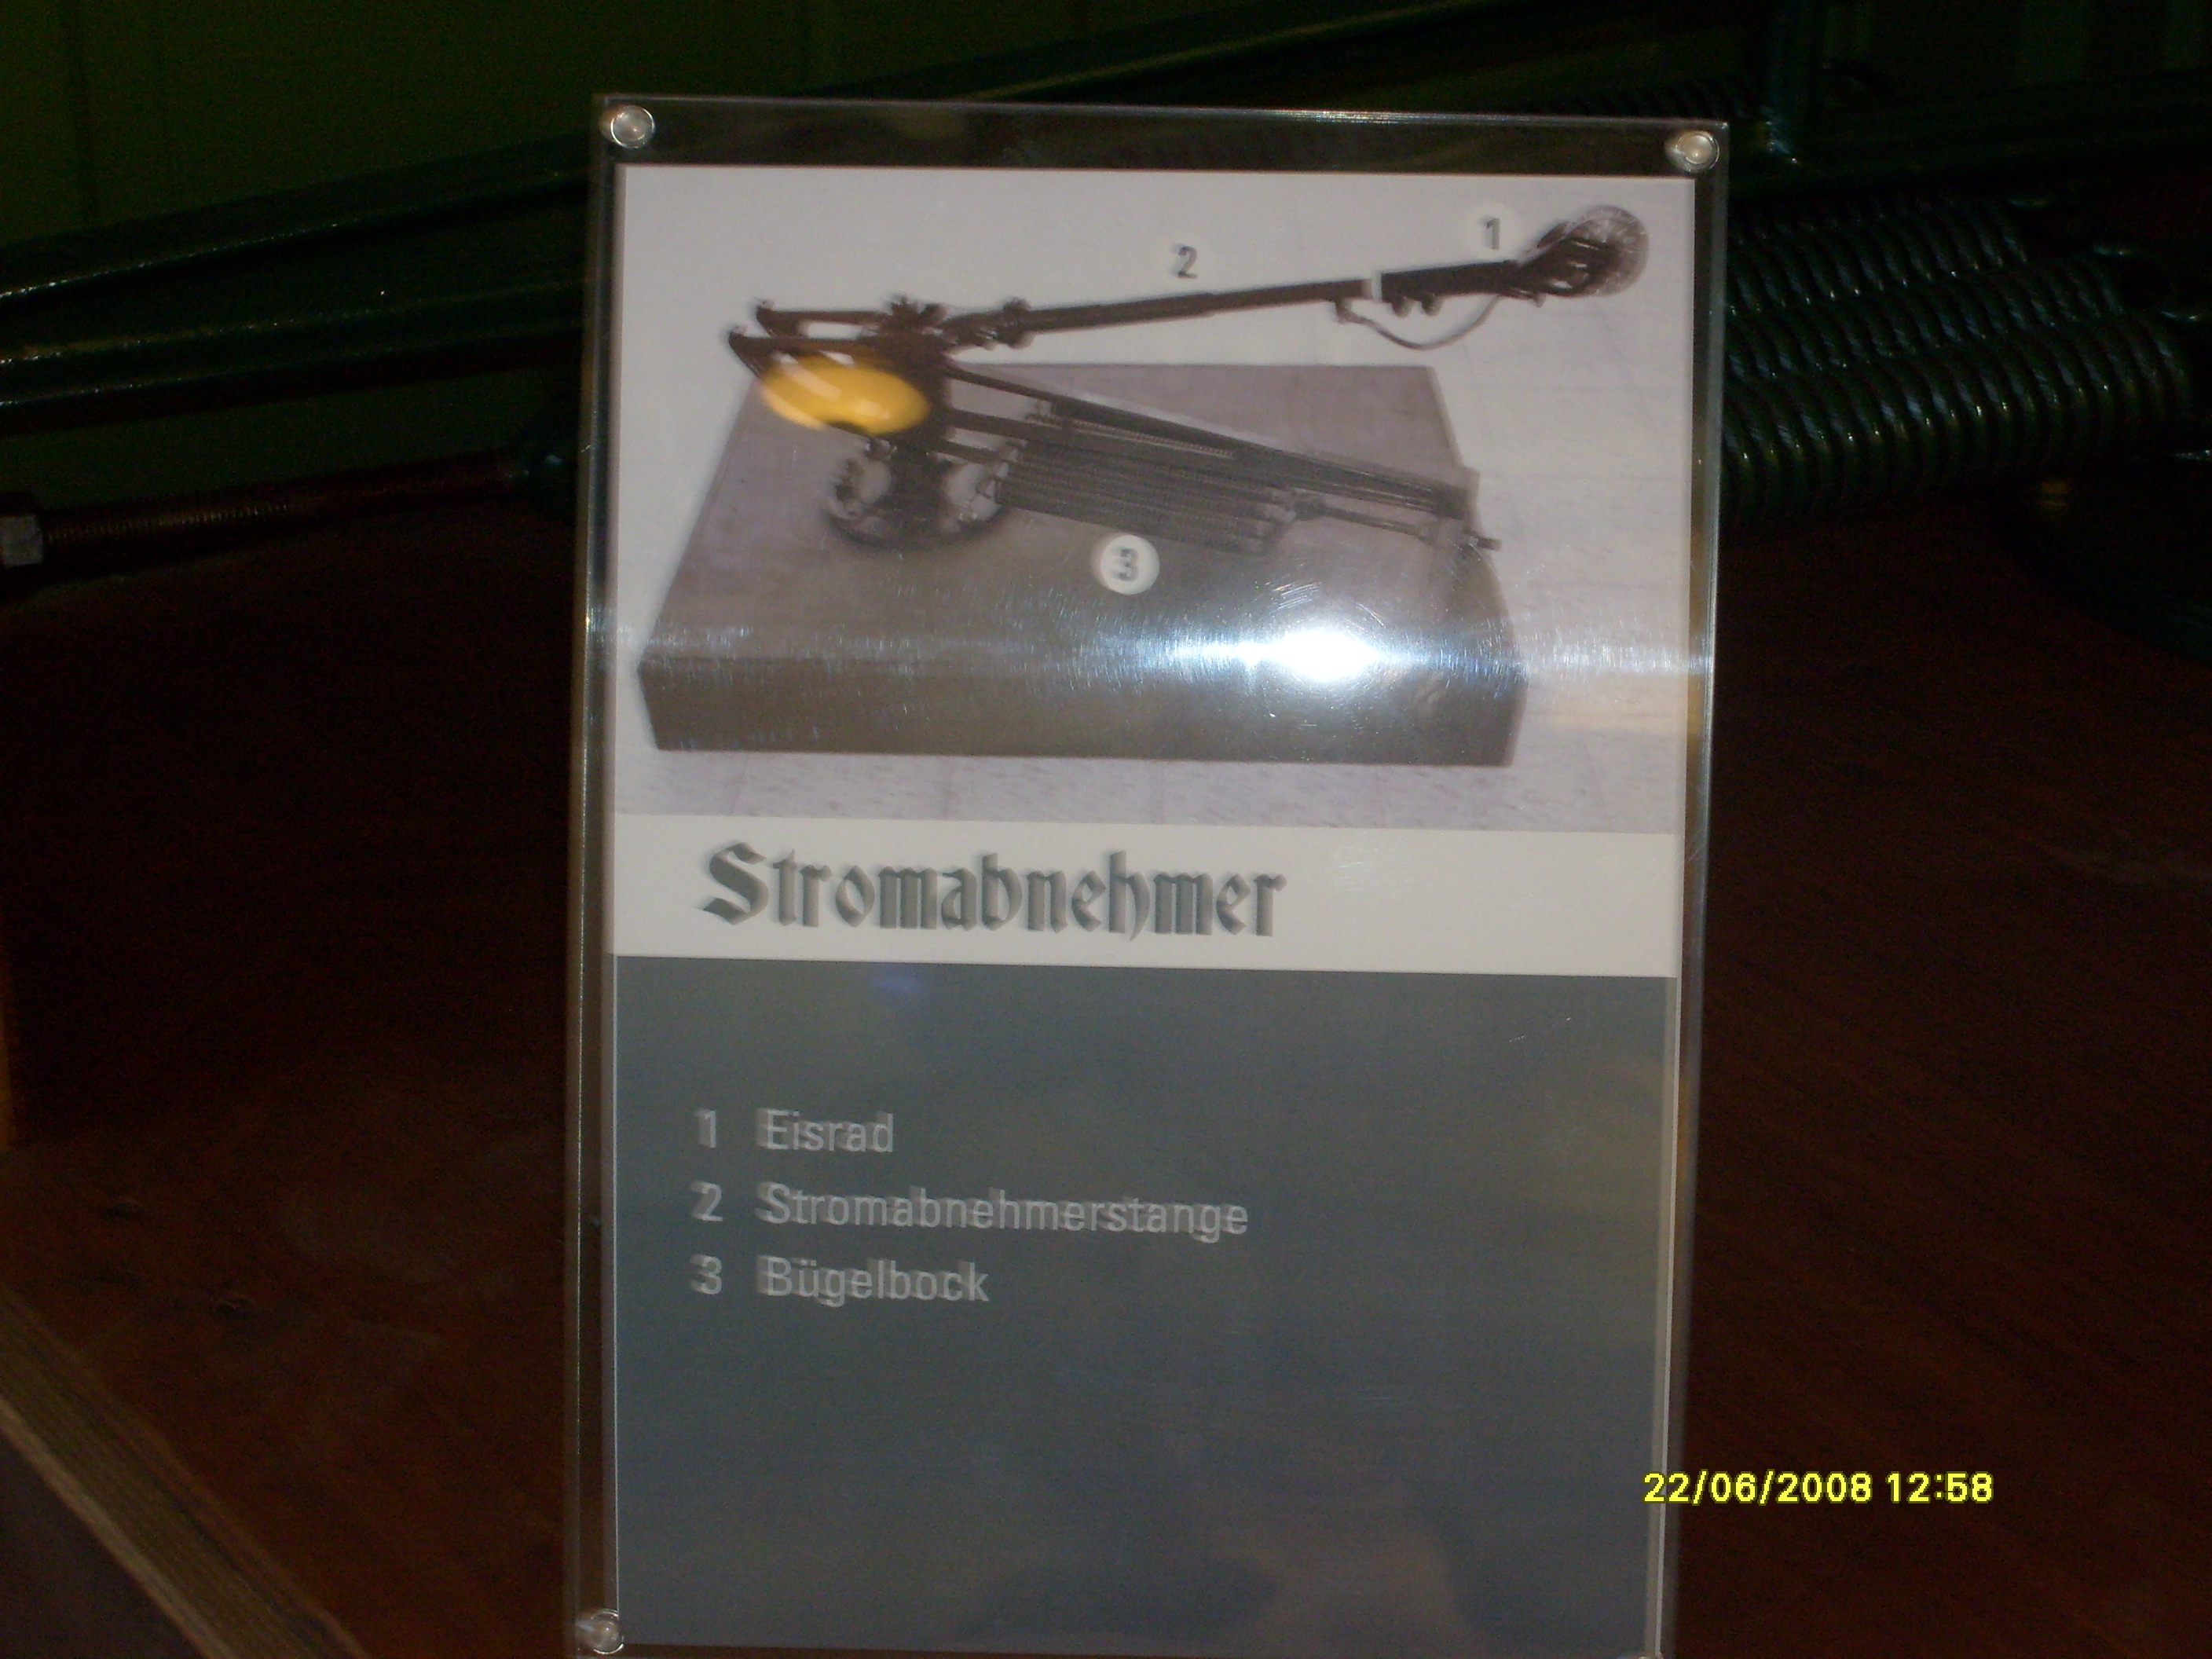 1
2
3
Stromabnehmer
1 Eisrad
2 Stromabnehmerstange
3 Bügelbock
22/06/2008 12:58